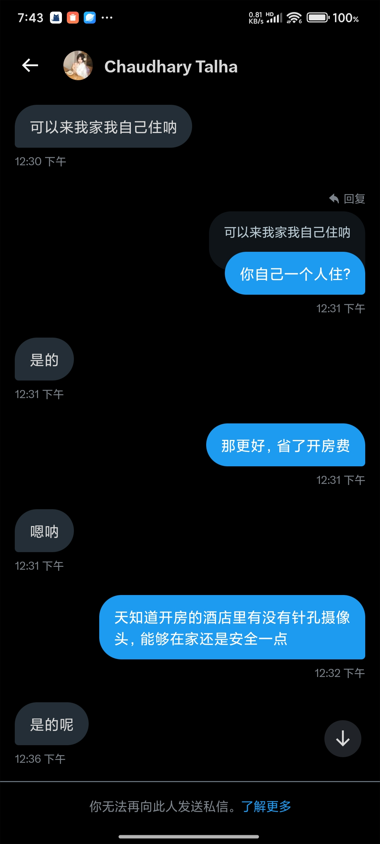 7:43
0.81
KB/s
HD
6
100%
Chaudhary Talha
可以来我家我自己住呐
12:30 下午
回复
可以来我家我自己住呐
你自己一个人住?
12:31 下午
是的
12:31 下午
那更好，省了开房费
12:31 下午
嗯呐
12:31 下午
天知道开房的酒店里有没有针孔摄像
头，能够在家还是安全一点
12:32 下午
是的呢
12:36 下午
你无法再向此人发送私信。了解更多